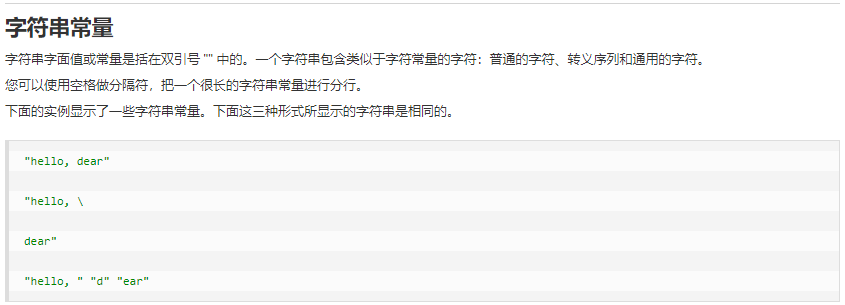 字符串常量
字符串字面值或常量是括在双引号 "" 中的。一个字符串包含类似于字符常量的字符：普通的字符、转义序列和通用的字符。
您可以使用空格做分隔符，把一个很长的字符串常量进行分行。
下面的实例显示了一些字符串常量。下面这三种形式所显示的字符串是相同的。
"hello, dear"
"hello, \
dear"
"hello, " "d" "ear"